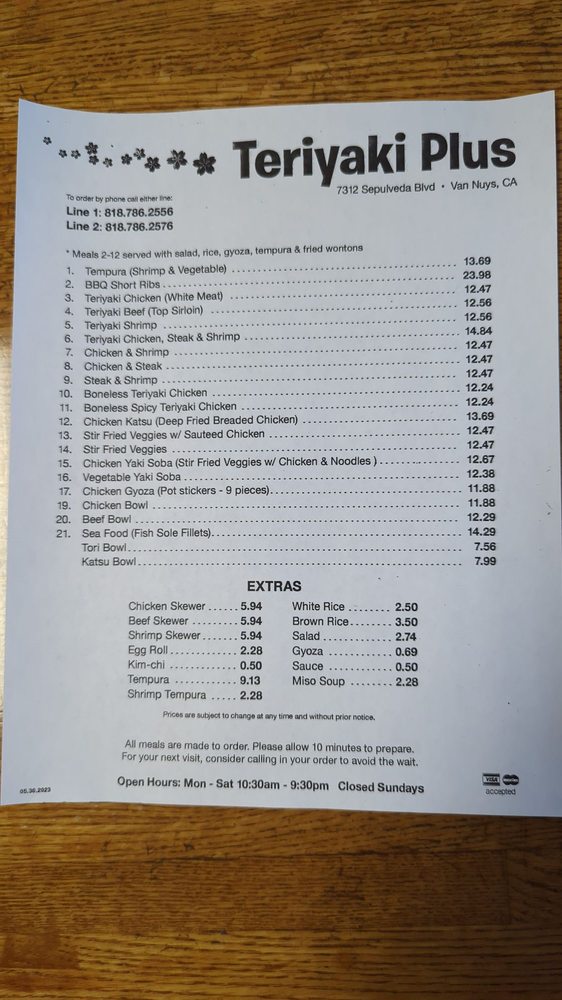 Teriyaki Plus
7312 Sepulveda Blvd • Van Nuys, CA
To order by phone call either line:
Line 1: 818.786.2556
Line 2: 818.786.2576
* Meals 2-12 served with salad, rice, gyoza, tempura & fried wontons
1. Tempura (Shrimp & Vegetable) ........ 13.69
2. BBQ Short Ribs ........ 23.98
3. Teriyaki Chicken (White Meat) ........ 12.47
4. Teriyaki Beef (Top Sirloin) ........ 12.56
5. Teriyaki Shrimp ........ 12.56
6. Teriyaki Chicken, Steak & Shrimp ........ 14.84
7. Chicken & Shrimp ........ 12.47
8. Chicken & Steak ........ 12.47
9. Steak & Shrimp ........ 12.47
10. Boneless Teriyaki Chicken ........ 12.24
11. Boneless Spicy Teriyaki Chicken ........ 12.24
12. Chicken Katsu (Deep Fried Breaded Chicken) ........ 13.69
13. Stir Fried Veggies w/ Sauteed Chicken ........ 12.47
14. Stir Fried Veggies ........ 12.47
15. Chicken Yaki Soba (Stir Fried Veggies w/ Chicken & Noodles ) ........ 12.67
16. Vegetable Yaki Soba ........ 12.38
17. Chicken Gyoza (Pot stickers - 9 pieces) ........ 11.88
19. Chicken Bowl ........ 11.88
20. Beef Bowl ........ 12.29
21. Sea Food (Fish Sole Fillets) ........ 14.29
Tori Bowl ........ 7.56
Katsu Bowl ........ 7.99
EXTRAS
Chicken Skewer ...... 5.94
Beef Skewer ...... 5.94
Shrimp Skewer ...... 5.94
Egg Roll ...... 2.28
Kim-chi ...... 0.50
Tempura ...... 9.13
Shrimp Tempura ..... 2.28
White Rice ........ 2.50
Brown Rice ........ 3.50
Salad ........ 2.74
Gyoza ........ 0.69
Sauce ........ 0.50
Miso Soup ........ 2.28
Prices are subject to change at any time and without prior notice.
All meals are made to order. Please allow 10 minutes to prepare.
For your next visit, consider calling in your order to avoid the wait.
Open Hours: Mon - Sat 10:30am - 9:30pm Closed Sundays
05.30.2023
VISA
accepted